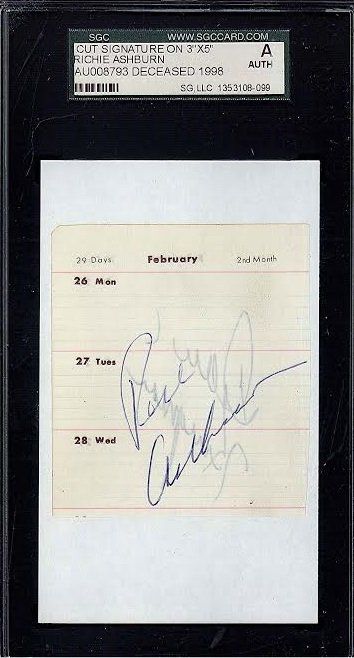 SGC WWW.SGCCARD.COM
CUT SIGNATURE ON 3"X5" A
RICHIE ASHBURN AUTH
AU008793 DECEASED 1998
SG, LLC 1353108-099
29 Days February 2nd Month
26 Mon
27 Tues
Richie
28 Wed
Ashburn